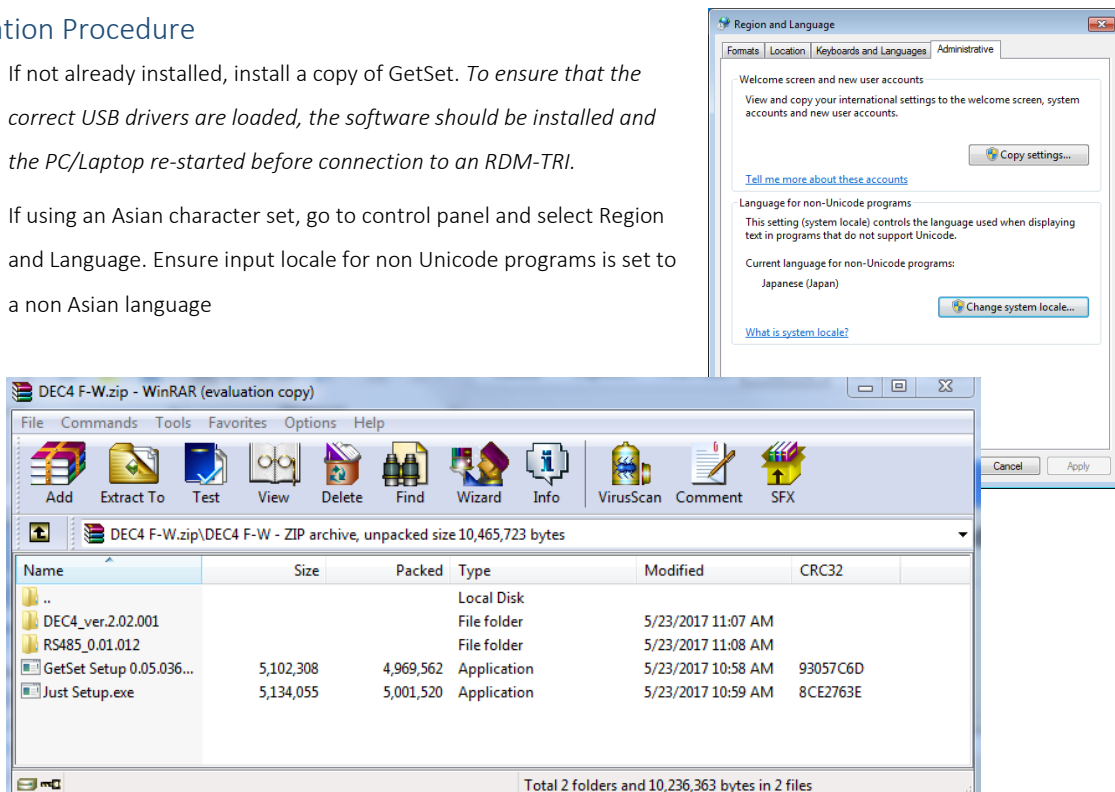 ation Procedure
If not already installed, install a copy of GetSet. To ensure that the
correct USB drivers are loaded, the software should be installed and
the PC/Laptop re-started before connection to an RDM-TRI.
If using an Asian character set, go to control panel and select Region
and Language. Ensure input locale for non Unicode programs is set to
a non Asian language
Region and Language
Formats Location Keyboards and Languages Administrative
Welcome screen and new user accounts
View and copy your international settings to the welcome screen, system
accounts and new user accounts.
Copy settings...
Tell me more about these accounts
Language for non-Unicode programs
This setting (system locale) controls the language used when displaying
text in programs that do not support Unicode.
Current language for non-Unicode programs:
Japanese (Japan)
Change system locale...
What is system locale?
Cancel Apply
DEC4 F-W.zip - WinRAR (evaluation copy)
File Commands Tools Favorites Options Help
Add Extract To Test View Delete Find Wizard Info VirusScan Comment SFX
DEC4 F-W.zip\DEC4 F-W - ZIP archive, unpacked size 10,465,723 bytes
Name Size Packed Type Modified CRC32
.. Local Disk
DEC4_ver.2.02.001 File folder 5/23/2017 11:07 AM
RS485_0.01.012 File folder 5/23/2017 11:08 AM
GetSet Setup 0.05.036... 5,102,308 4,969,562 Application 5/23/2017 10:58 AM 93057C6D
Just Setup.exe 5,134,055 5,001,520 Application 5/23/2017 10:59 AM 8CE2763E
Total 2 folders and 10,236,363 bytes in 2 files